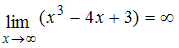 lim (x³ − 4x + 3) = ∞
x→∞